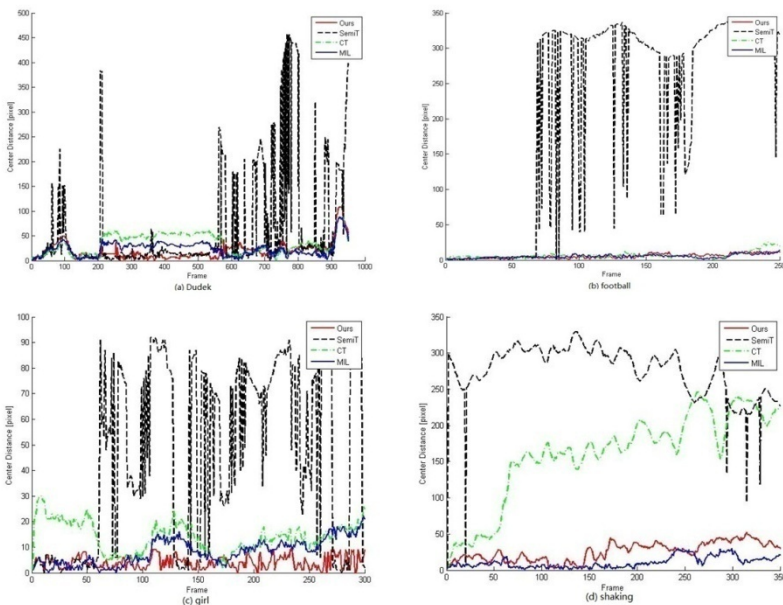 500
450
400
350
300
250
200
150
100
50
0
Center Distance [pixel]
Ours
SemiT
CT
MIL
0 100 200 300 400 500 600 700 800 900 1000
Frame
(a) Dudek
350
300
250
200
150
100
50
0
Center Distance [pixel]
Ours
SemiT
CT
MIL
0 50 100 150 200
Frame
(b) football
100
90
80
70
60
50
40
30
20
10
0
Center Distance [pixel]
Ours
SemiT
CT
MIL
0 50 100 150 200 250 300
Frame
(c) girl
350
300
250
200
150
100
50
0
Center Distance [pixel]
Ours
SemiT
CT
MIL
0 50 100 150 200 250 300
Frame
(d) shaking